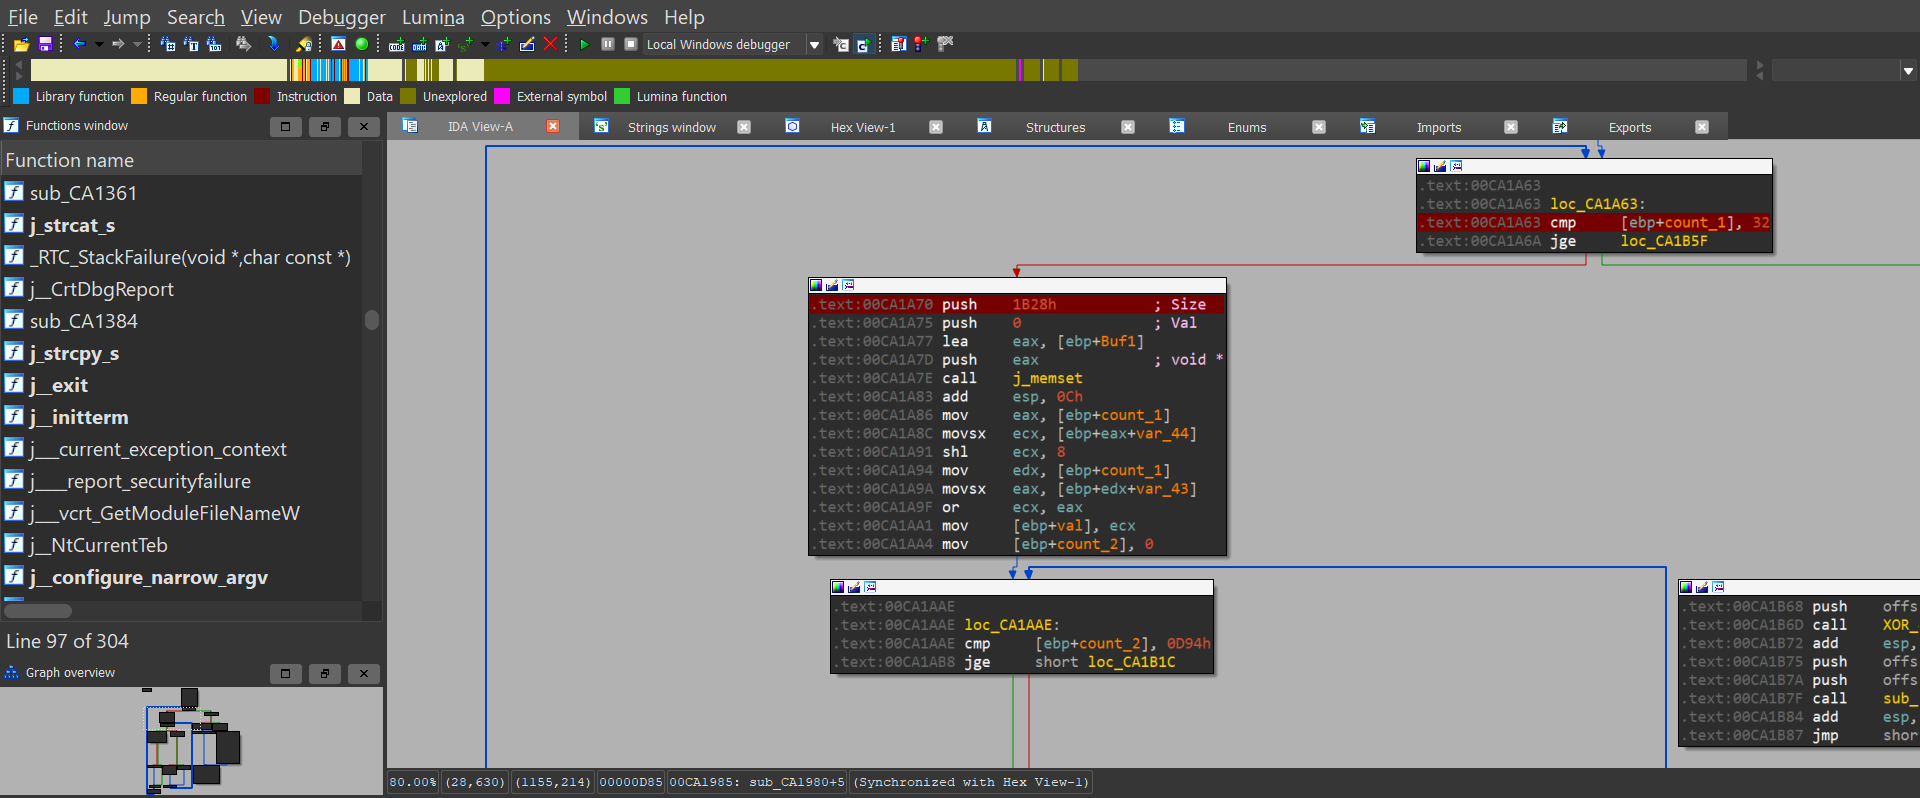 File Edit Jump Search View Debugger Lumina Options Windows Help
Local Windows debugger
Library function Regular function Instruction Data Unexplored External symbol Lumina function
Functions window
IDA View-A Strings window Hex View-1 Structures Enums Imports Exports
Function name
sub_CA1361
j_strcat_s
_RTC_StackFailure(void *,char const *)
j__CrtDbgReport
sub_CA1384
j_strcpy_s
j__exit
j__initterm
j___current_exception_context
j____report_securityfailure
j___vcrt_GetModuleFileNameW
j__NtCurrentTeb
j__configure_narrow_argv
Line 97 of 304
Graph overview
.text:00CA1A63
.text:00CA1A63 loc_CA1A63:
.text:00CA1A63 cmp [ebp+count_1], 32
.text:00CA1A6A jge loc_CA1B5F
.text:00CA1A70 push 1B28h ; Size
.text:00CA1A75 push 0 ; Val
.text:00CA1A77 lea eax, [ebp+Buf1]
.text:00CA1A7D push eax ; void *
.text:00CA1A7E call j_memset
.text:00CA1A83 add esp, 0Ch
.text:00CA1A86 mov eax, [ebp+count_1]
.text:00CA1A8C movsx ecx, [ebp+eax+var_44]
.text:00CA1A91 shl ecx, 8
.text:00CA1A94 mov edx, [ebp+count_1]
.text:00CA1A9A movsx eax, [ebp+edx+var_43]
.text:00CA1A9F or ecx, eax
.text:00CA1AA1 mov [ebp+val], ecx
.text:00CA1AA4 mov [ebp+count_2], 0
.text:00CA1AAE
.text:00CA1AAE loc_CA1AAE:
.text:00CA1AAE cmp [ebp+count_2], 0D94h
.text:00CA1AB8 jge short loc_CA1B1C
.text:00CA1B68 push offs
.text:00CA1B6D call XOR_
.text:00CA1B72 add esp,
.text:00CA1B75 push offs
.text:00CA1B7A push offs
.text:00CA1B7F call sub_
.text:00CA1B84 add esp,
.text:00CA1B87 jmp shor
80.00% (28,630) (1155,214) 00000D85 00CA1985: sub_CA1980+5 (Synchronized with Hex View-1)